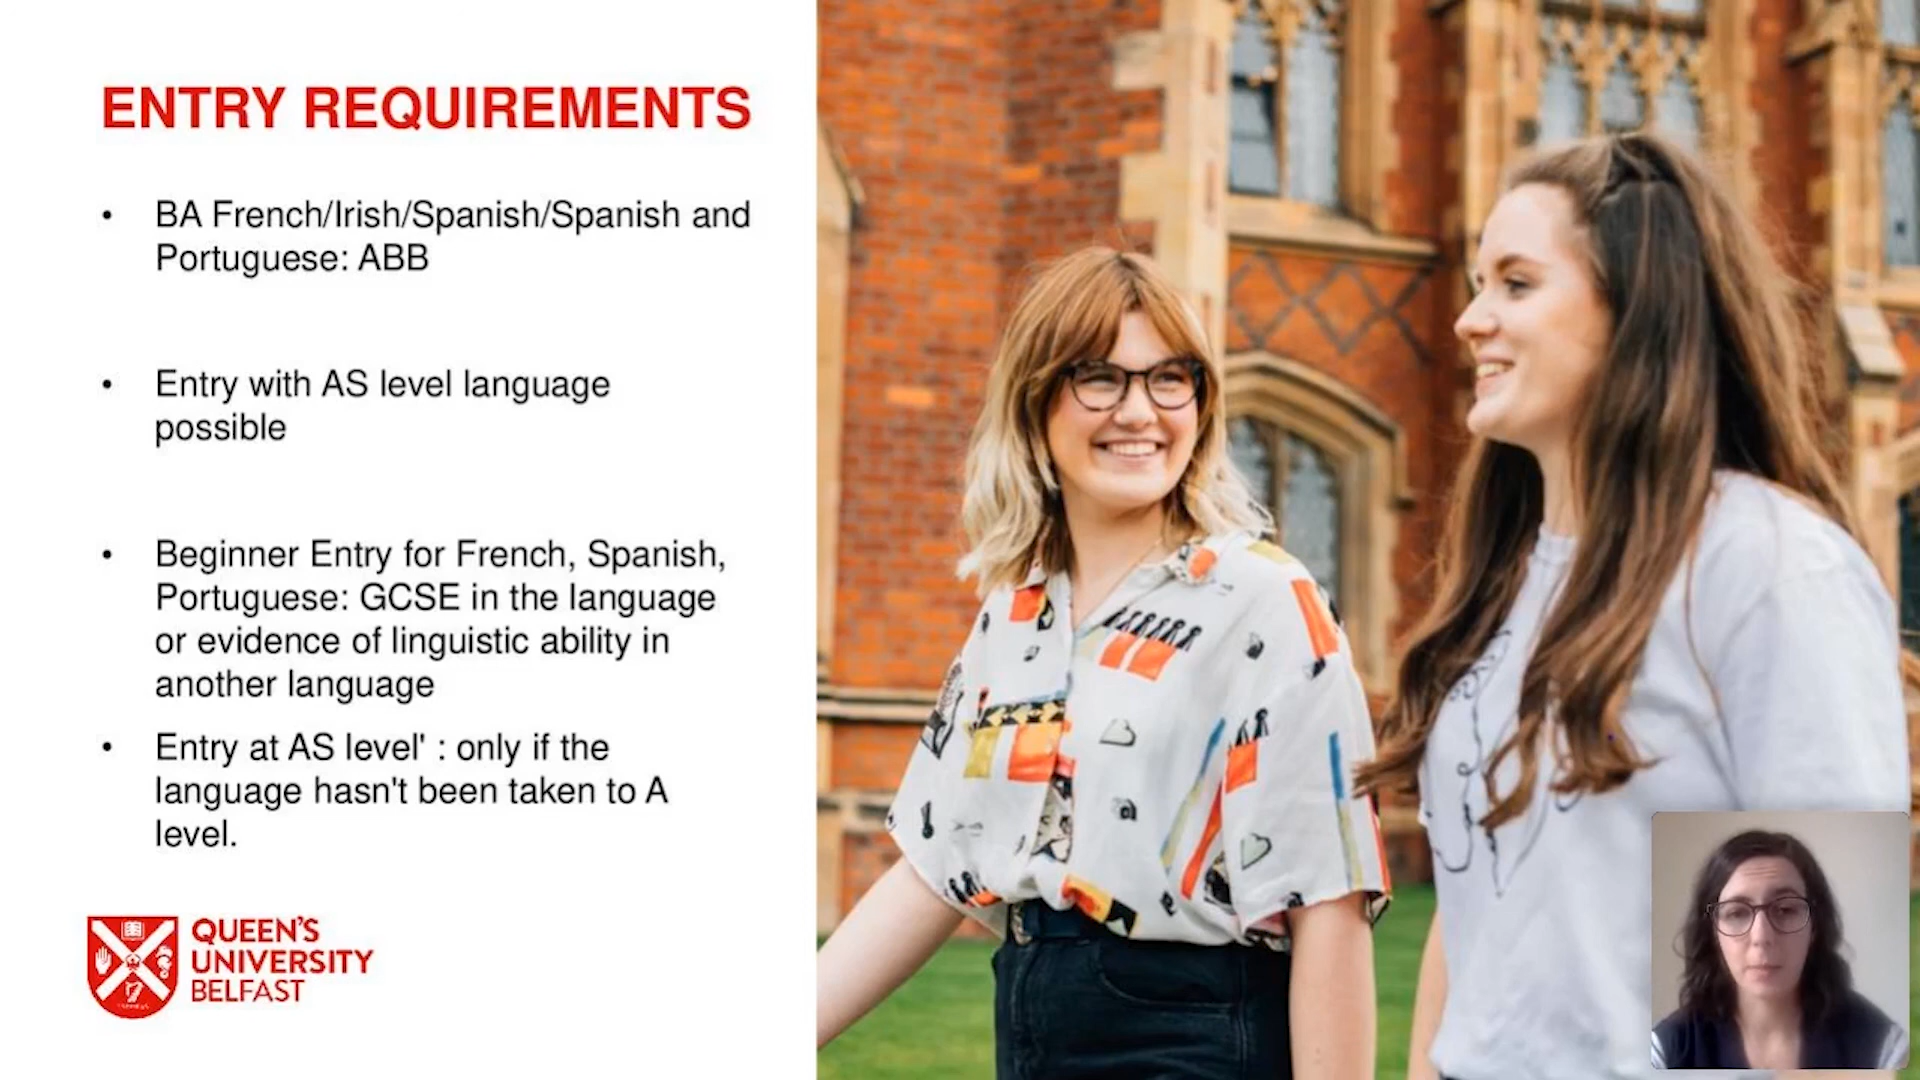 ENTRY REQUIREMENTS
• BA French/Irish/Spanish/Spanish and
Portuguese: ABB
• Entry with AS level language
possible
• Beginner Entry for French, Spanish,
Portuguese: GCSE in the language
or evidence of linguistic ability in
another language
• Entry at AS level' : only if the
language hasn't been taken to A
level.
QUEEN'S
UNIVERSITY
BELFAST